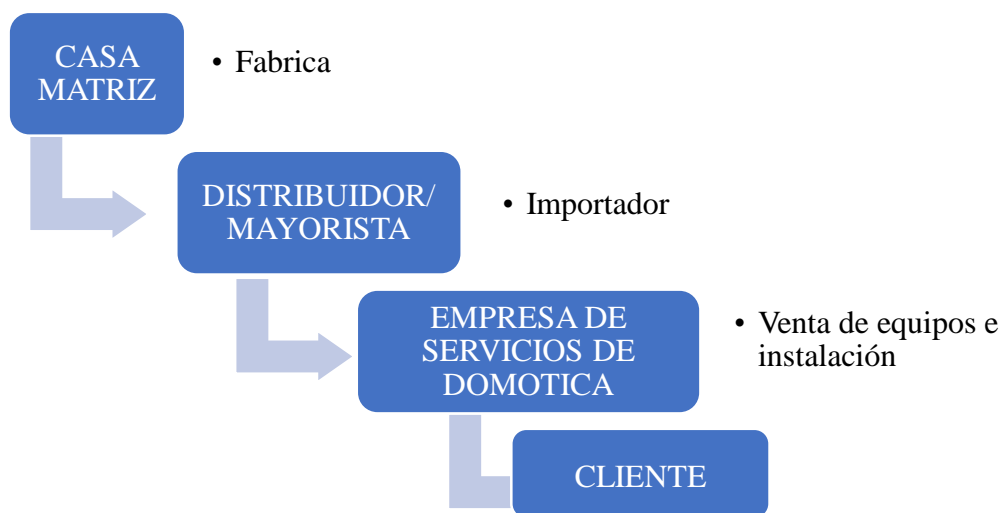 CASA
MATRIZ
• Fabrica
DISTRIBUIDOR/
MAYORISTA
• Importador
EMPRESA DE
SERVICIOS DE
DOMOTICA
• Venta de equipos e
instalación
CLIENTE